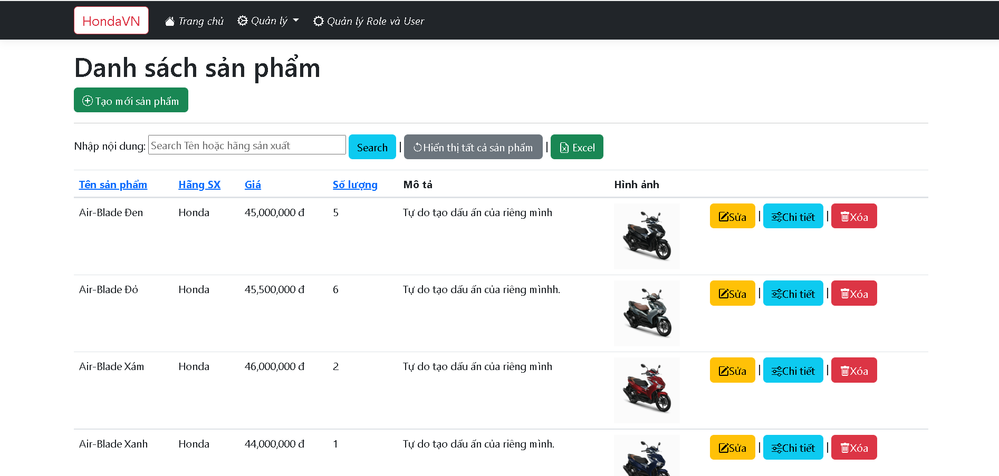 HondaVN Trang chủ Quản lý Quản lý Role và User
Danh sách sản phẩm
Tạo mới sản phẩm
Nhập nội dung: Search Tên hoặc hãng sản xuất Search | Hiển thị tất cả sản phẩm | Excel
Tên sản phẩm Hãng SX Giá Số lượng Mô tả Hình ảnh
Air-Blade Đen Honda 45,000,000 đ 5 Tự do tạo dấu ấn của riêng mình Sửa | Chi tiết | Xóa
Air-Blade Đỏ Honda 45,500,000 đ 6 Tự do tạo dấu ấn của riêng mìnhh. Sửa | Chi tiết | Xóa
Air-Blade Xám Honda 46,000,000 đ 2 Tự do tạo dấu ấn của riêng mình Sửa | Chi tiết | Xóa
Air-Blade Xanh Honda 44,000,000 đ 1 Tự do tạo dấu ấn của riêng mình. Sửa | Chi tiết | Xóa